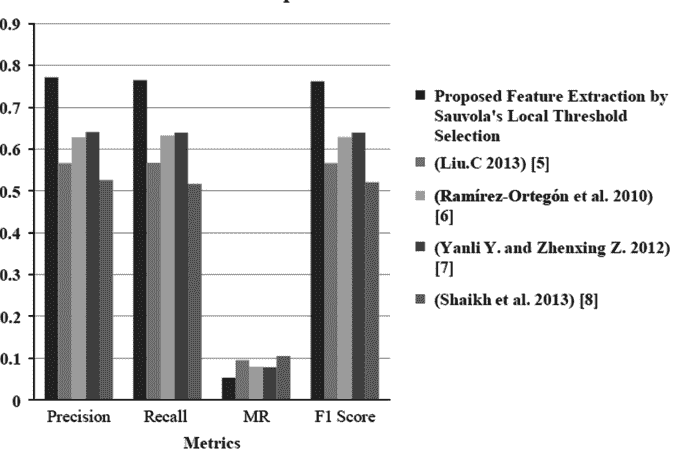 0.9
0.8
0.7
0.6
0.5
0.4
0.3
0.2
0.1
0
Precision Recall MR F1 Score
Metrics
Proposed Feature Extraction by
Sauvola's Local Threshold
Selection
(Liu.C 2013) [5]
(Ramírez-Ortegón et al. 2010)
[6]
(Yanli Y. and Zhenxing Z. 2012)
[7]
(Shaikh et al. 2013) [8]